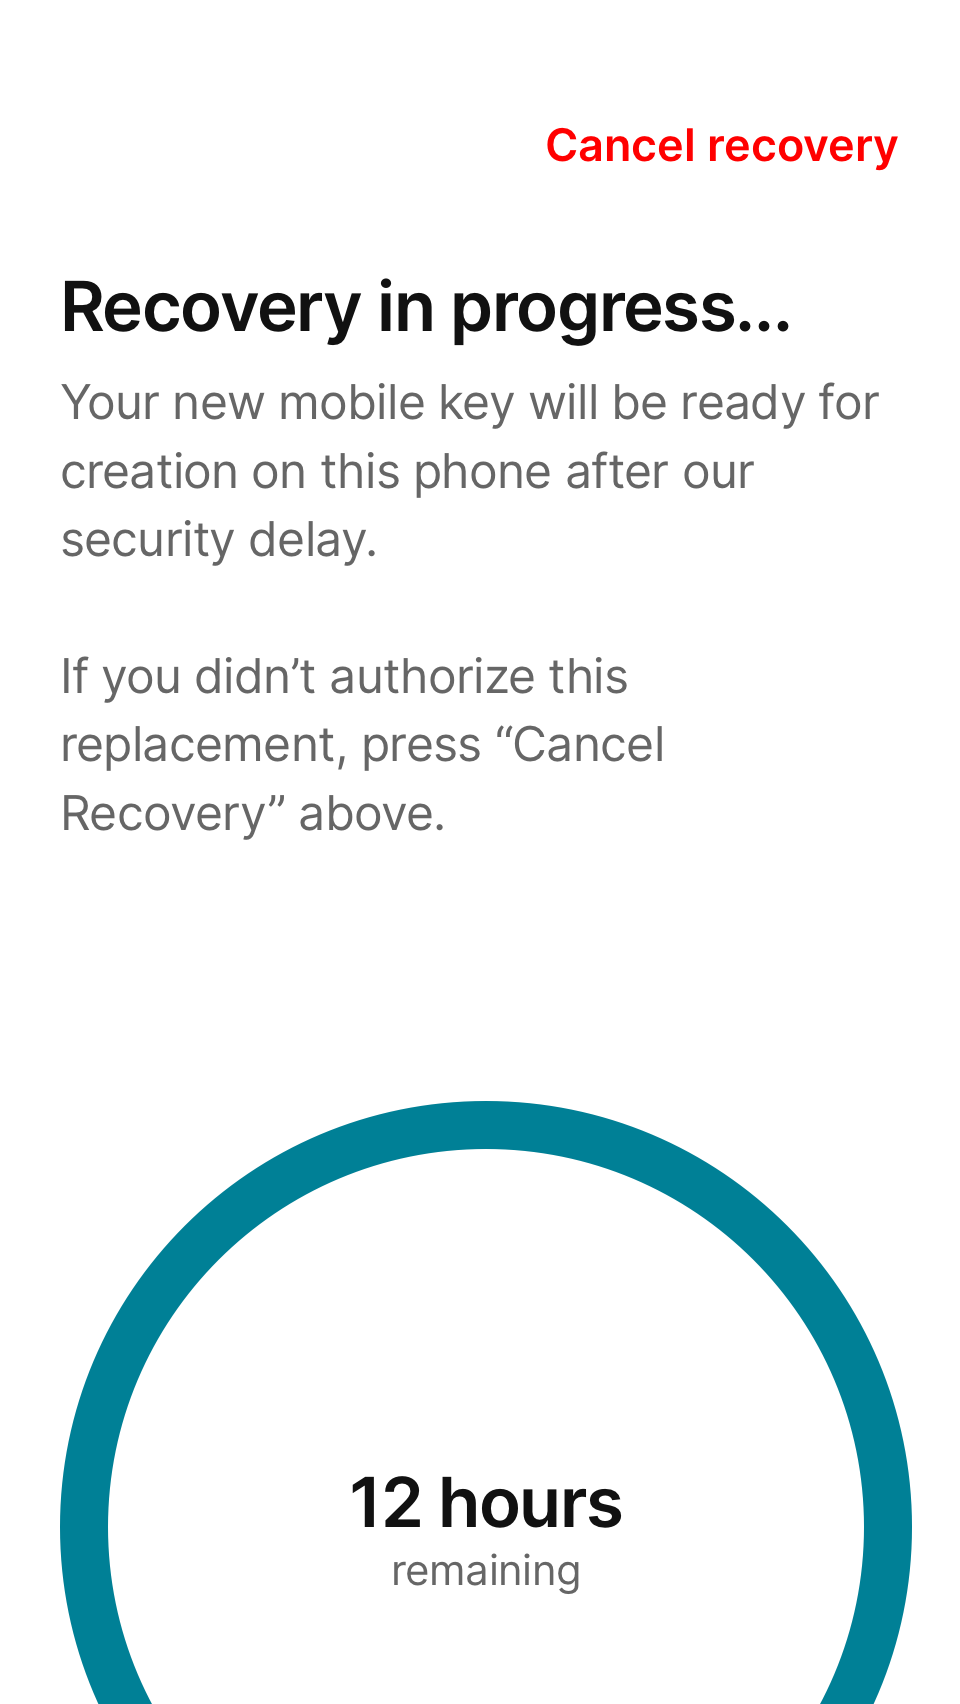 Cancel recovery
Recovery in progress...
Your new mobile key will be ready for
creation on this phone after our
security delay.
If you didn’t authorize this
replacement, press “Cancel
Recovery” above.
12 hours
remaining